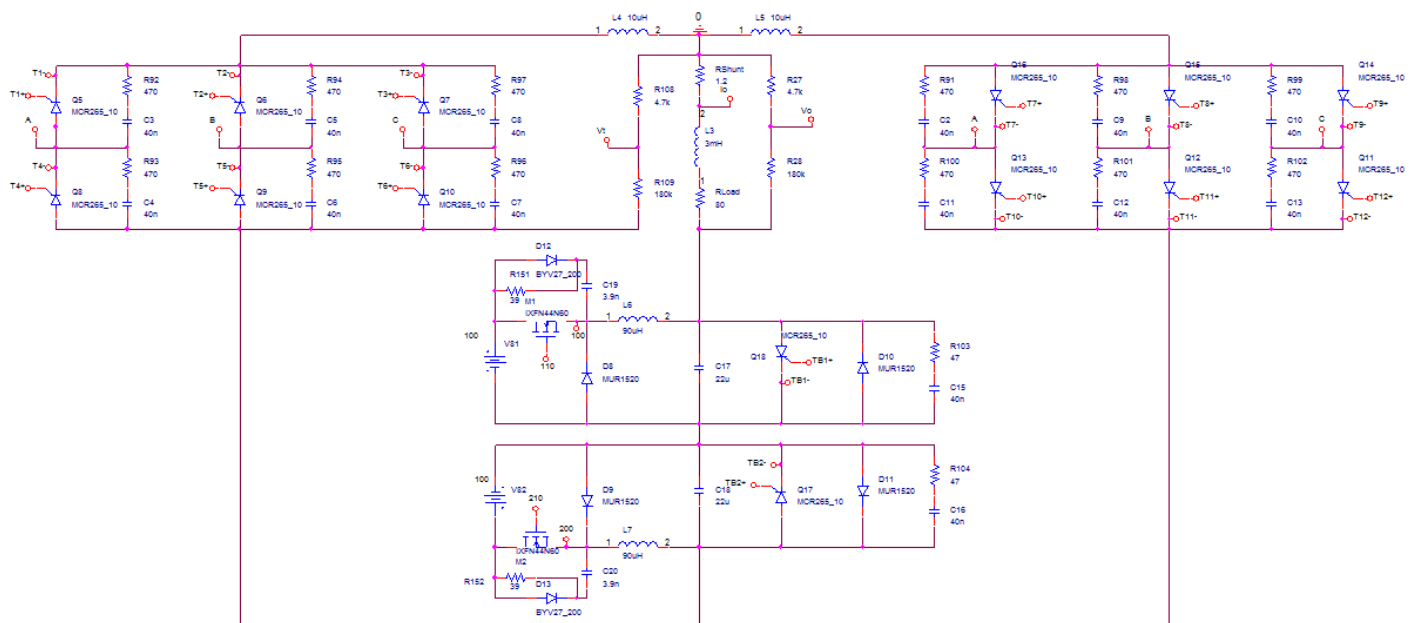 L4 10uH
0
L5 10uH
1
2
1
2
T1-
T2-
T3-
R92
470
R94
470
R97
470
RShunt
1.2
Io
R27
4.7k
R91
470
Q16
MCR265_10
R98
470
Q15
MCR265_10
R99
470
Q14
MCR265_10
T1+
Q5
MCR265_10
T2+
Q6
MCR265_10
T3+
Q7
MCR265_10
R108
4.7k
T7+
T8+
T9+
C3
40n
C5
40n
C8
40n
2
C2
40n
C9
40n
C10
40n
A
B
C
Vt
L3
3mH
Vo
T7-
A
T8-
B
T9-
C
T4-
R93
470
T5-
R95
470
T6-
R96
470
R28
180k
R100
470
Q13
MCR265_10
R101
470
Q12
MCR265_10
R102
470
Q11
MCR265_10
T4+
Q8
MCR265_10
T5+
Q9
MCR265_10
T6+
Q10
MCR265_10
R109
180k
1
RLoad
80
T10+
T11+
T12+
C4
40n
C6
40n
C7
40n
C11
40n
C12
40n
C13
40n
T10-
T11-
T12-
D12
BYV27_200
R151
39
C19
3.9n
M1
IXFN44N60
L6
1
2
90uH
100
100
V81
110
MCR265_10
Q18
TB1+
TB1-
R103
47
D8
MUR1520
C17
22u
D10
MUR1520
C15
40n
TB2-
R104
47
100
V82
D9
MUR1520
TB2+
C18
22u
Q17
MCR265_10
D11
MUR1520
210
C16
40n
200
L7
1
2
90uH
IXFN44N60
M2
C20
3.9n
R152
39
D13
BYV27_200